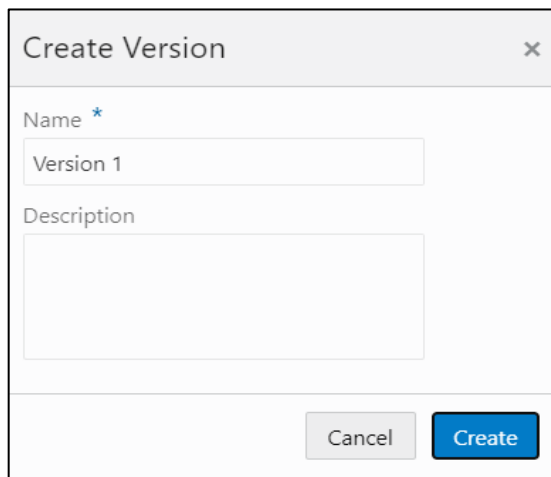 Create Version ×
Name *
Version 1
Description
Cancel Create